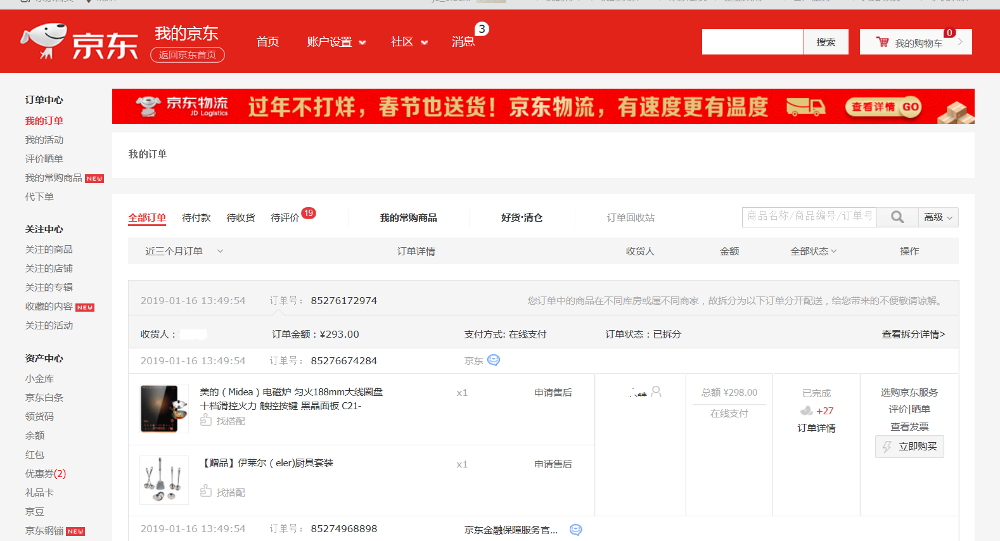 我的京东
京东
返回京东首页
首页
账户设置
社区
消息
3
搜索
我的购物车
0
订单中心
我的订单
我的活动
评价晒单
我的常购商品 NEW
代下单
关注中心
关注的商品
关注的店铺
关注的专辑
收藏的内容 NEW
关注的活动
资产中心
小金库
京东白条
领货码
余额
红包
优惠券(2)
礼品卡
京豆
京东钢镚 NEW
京东物流
JD Logistics
过年不打烊，春节也送货！京东物流，有速度更有温度
查看详情 GO
我的订单
全部订单 待付款 待收货 待评价 19 我的常购商品 好货·清仓 订单回收站
商品名称/商品编号/订单号
高级
近三个月订单 订单详情 收货人 金额 全部状态 操作
2019-01-16 13:49:54 订单号： 85276172974 您订单中的商品在不同库房或属不同商家，故拆分为以下订单分开配送，给您带来的不便敬请谅解。
收货人： 订单金额：¥293.00 支付方式: 在线支付 订单状态：已拆分 查看拆分详情>
2019-01-16 13:49:54 订单号： 85276674284 京东
美的（Midea）电磁炉 匀火188mm大线圈盘
十档滑控火力 触控按键 黑晶面板 C21-
找搭配
x1
申请售后
总额 ¥298.00
在线支付
已完成
+27
订单详情
选购京东服务
评价|晒单
查看发票
立即购买
【赠品】伊莱尔（eler)厨具套装
找搭配
x1
申请售后
2019-01-16 13:49:54 订单号： 85274968898 京东金融保障服务官...